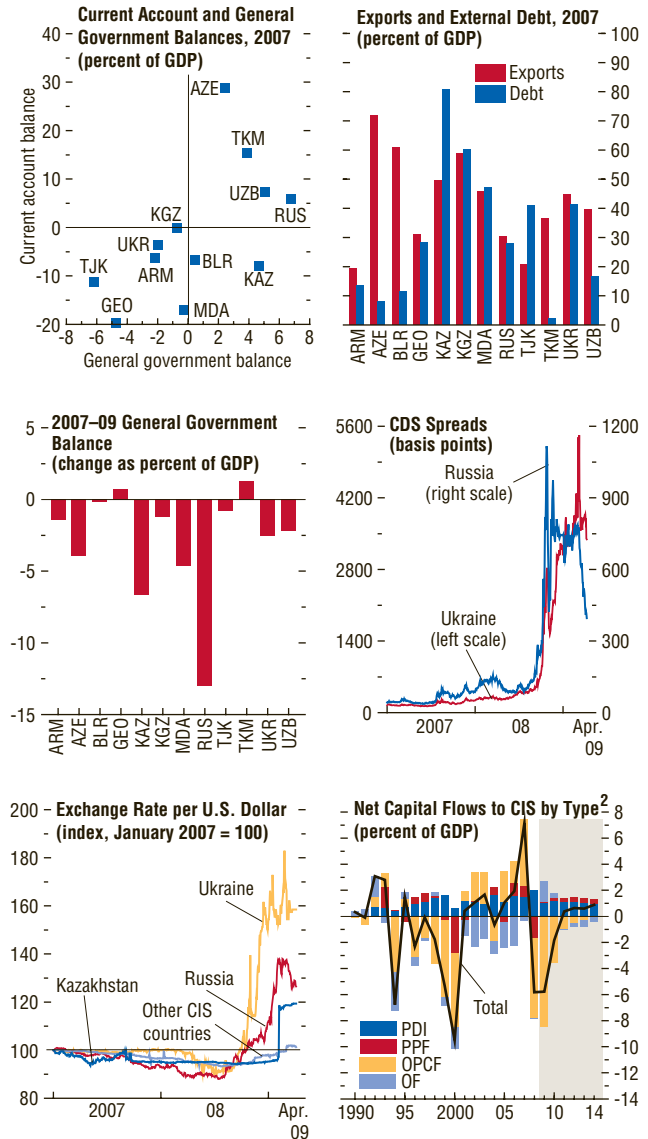 Current Account and General
Government Balances, 2007
(percent of GDP)
40
30
20
10
0
-10
-20
Current account balance
AZE
TKM
UZB
RUS
KGZ
UKR
ARM
BLR
KAZ
TJK
GEO
MDA
-8 -6 -4 -2 0 2 4 6 8
General government balance
Exports and External Debt, 2007
(percent of GDP)
Exports
Debt
100
90
80
70
60
50
40
30
20
10
0
ARM AZE BLR GEO KAZ KGZ MDA RUS TJK TKM UKR UZB
2007–09 General Government
Balance
(change as percent of GDP)
5
0
-5
-10
-15
ARM AZE BLR GEO KAZ KGZ MDA RUS TJK TKM UKR UZB
CDS Spreads
(basis points)
5600
4200
2800
1400
0
1200
900
600
300
0
Russia
(right scale)
Ukraine
(left scale)
2007 08 Apr.
09
Exchange Rate per U.S. Dollar
(index, January 2007 = 100)
200
180
160
140
120
100
80
Ukraine
Kazakhstan
Russia
Other CIS
countries
2007 08 Apr.
09
Net Capital Flows to CIS by Type2
(percent of GDP)
8
6
4
2
0
-2
-4
-6
-8
-10
-12
-14
Total
PDI
PPF
OPCF
OF
1990 95 2000 05 10 14